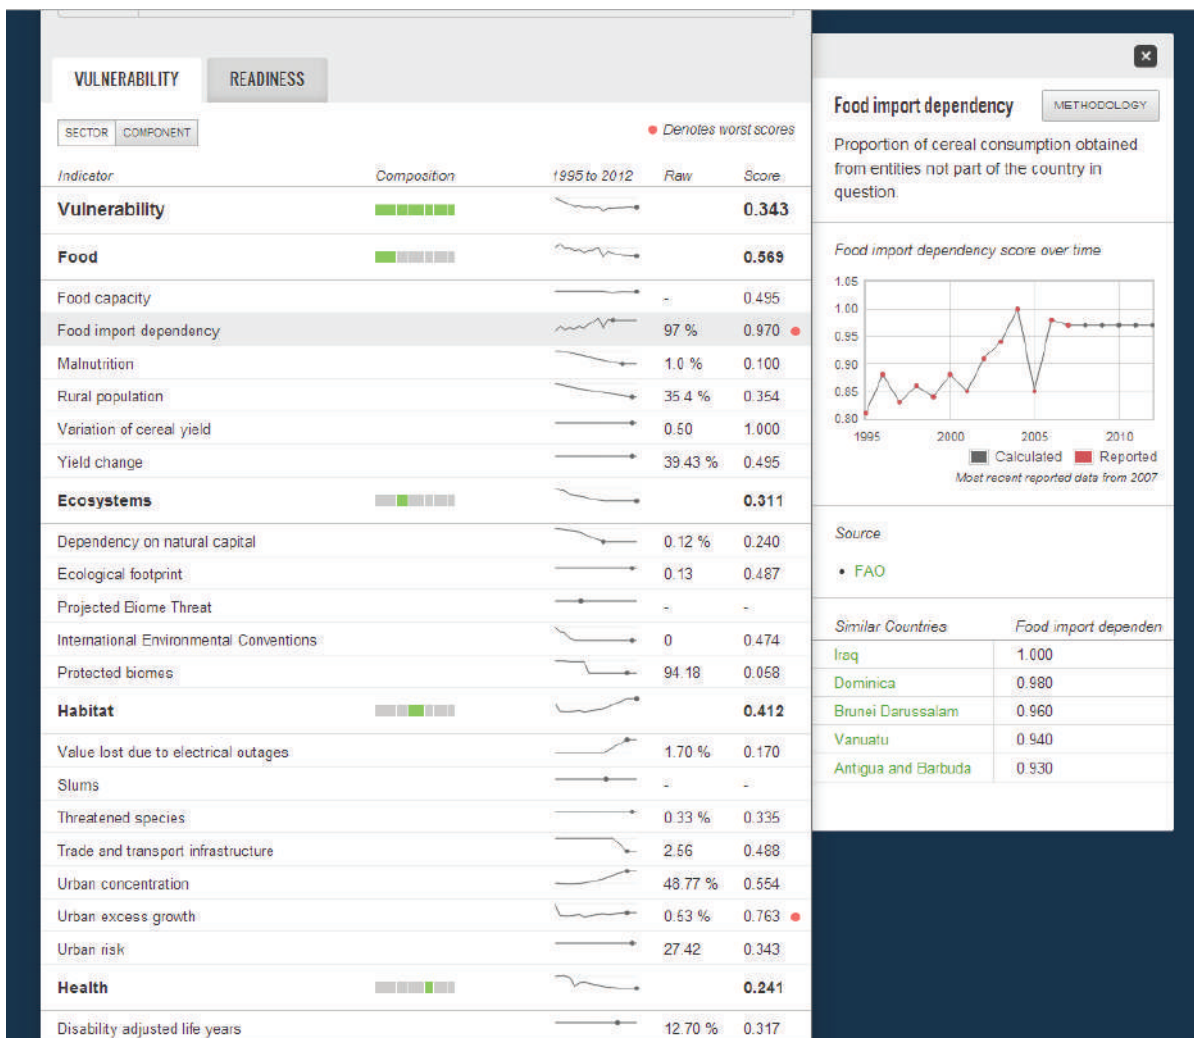 VULNERABILITY READINESS
SECTOR COMPONENT Denotes worst scores
Indicator Composition 1995 to 2012 Raw Score
Vulnerability 0.343
Food 0.569
Food capacity - 0.495
Food import dependency 97 % 0.970
Malnutrition 1.0 % 0.100
Rural population 35.4 % 0.354
Variation of cereal yield 0.50 1.000
Yield change 39.43 % 0.495
Ecosystems 0.311
Dependency on natural capital 0.12 % 0.240
Ecological footprint 0.13 0.487
Projected Biome Threat - -
International Environmental Conventions 0 0.474
Protected biomes 94.18 0.058
Habitat 0.412
Value lost due to electrical outages 1.70 % 0.170
Slums - -
Threatened species 0.33 % 0.335
Trade and transport infrastructure 2.56 0.488
Urban concentration 48.77 % 0.554
Urban excess growth 0.53 % 0.763
Urban risk 27.42 0.343
Health 0.241
Disability adjusted life years 12.70 % 0.317
Food import dependency METHODOLOGY
Proportion of cereal consumption obtained
from entities not part of the country in
question.
Food import dependency score over time
1.05
1.00
0.95
0.90
0.85
0.80
1995 2000 2005 2010
Calculated Reported
Most recent reported data from 2007
Source
• FAO
Similar Countries Food import dependen
Iraq 1.000
Dominica 0.980
Brunei Darussalam 0.960
Vanuatu 0.940
Antigua and Barbuda 0.930